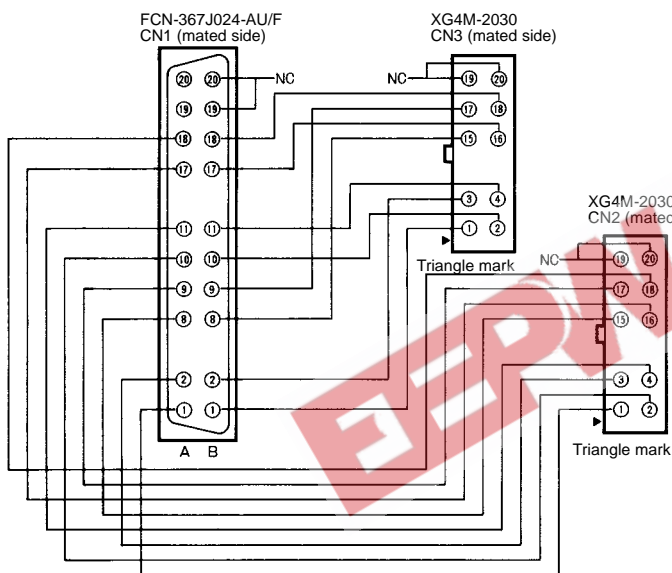 FCN-367J024-AU/F
CN1 (mated side)
XG4M-2030
CN3 (mated side)
20 20 NC
19 19
18 18
17 17
11 11
10 10
9 9
8 8
2 2
1 1
A B
NC 19 20
17 18
15 16
3 4
1 2
Triangle mark
XG4M-2030
CN2 (mated
NC 19 20
17 18
15 16
3 4
1 2
Triangle mark
EEPW